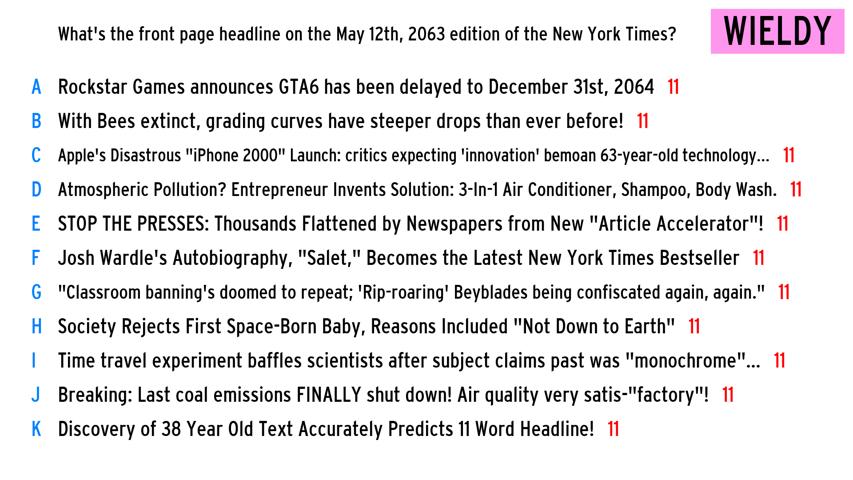 What's the front page headline on the May 12th, 2063 edition of the New York Times?
WIELDY
A Rockstar Games announces GTA6 has been delayed to December 31st, 2064 11
B With Bees extinct, grading curves have steeper drops than ever before! 11
C Apple's Disastrous "iPhone 2000" Launch: critics expecting 'innovation' bemoan 63-year-old technology... 11
D Atmospheric Pollution? Entrepreneur Invents Solution: 3-In-1 Air Conditioner, Shampoo, Body Wash. 11
E STOP THE PRESSES: Thousands Flattened by Newspapers from New "Article Accelerator"! 11
F Josh Wardle's Autobiography, "Salet," Becomes the Latest New York Times Bestseller 11
G "Classroom banning's doomed to repeat; 'Rip-roaring' Beyblades being confiscated again, again." 11
H Society Rejects First Space-Born Baby, Reasons Included "Not Down to Earth" 11
I Time travel experiment baffles scientists after subject claims past was "monochrome"... 11
J Breaking: Last coal emissions FINALLY shut down! Air quality very satis-"factory"! 11
K Discovery of 38 Year Old Text Accurately Predicts 11 Word Headline! 11